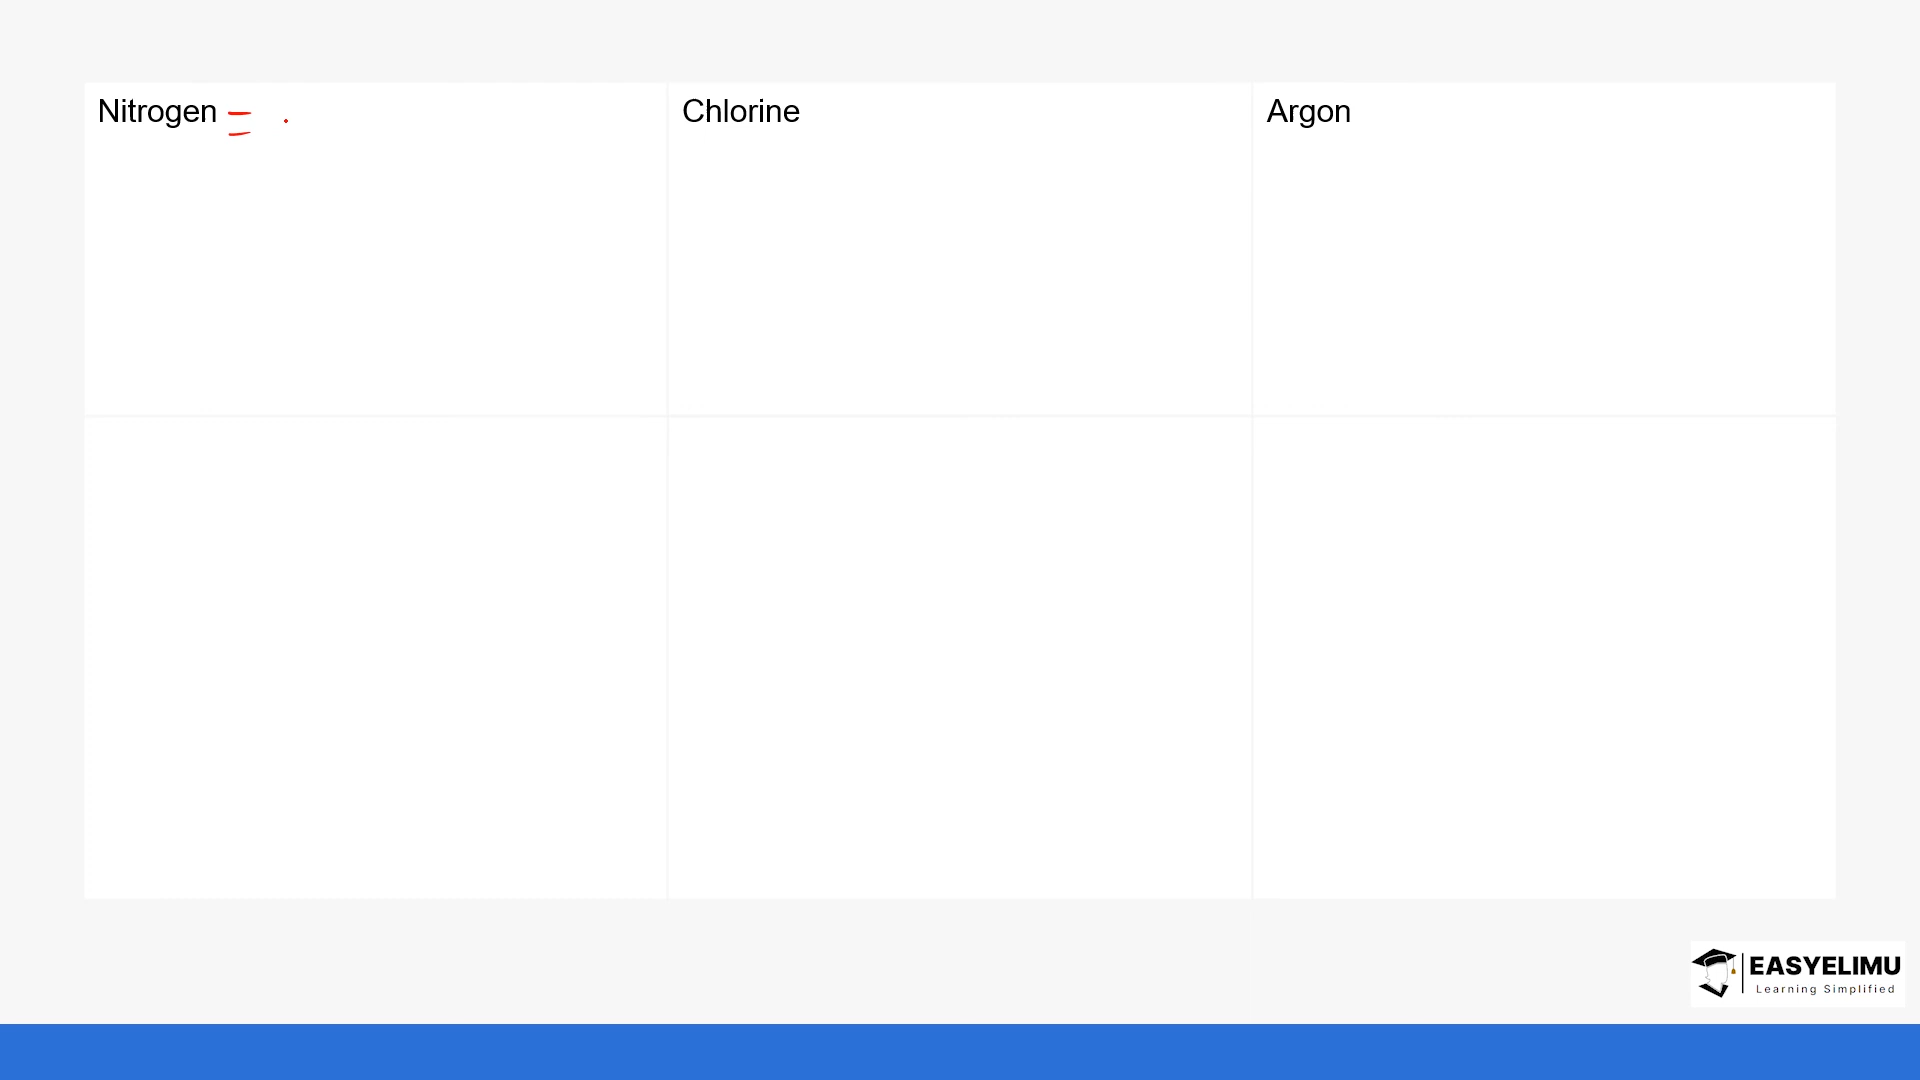 Nitrogen =
Chlorine
Argon
EASYELIMU
Learning Simplified